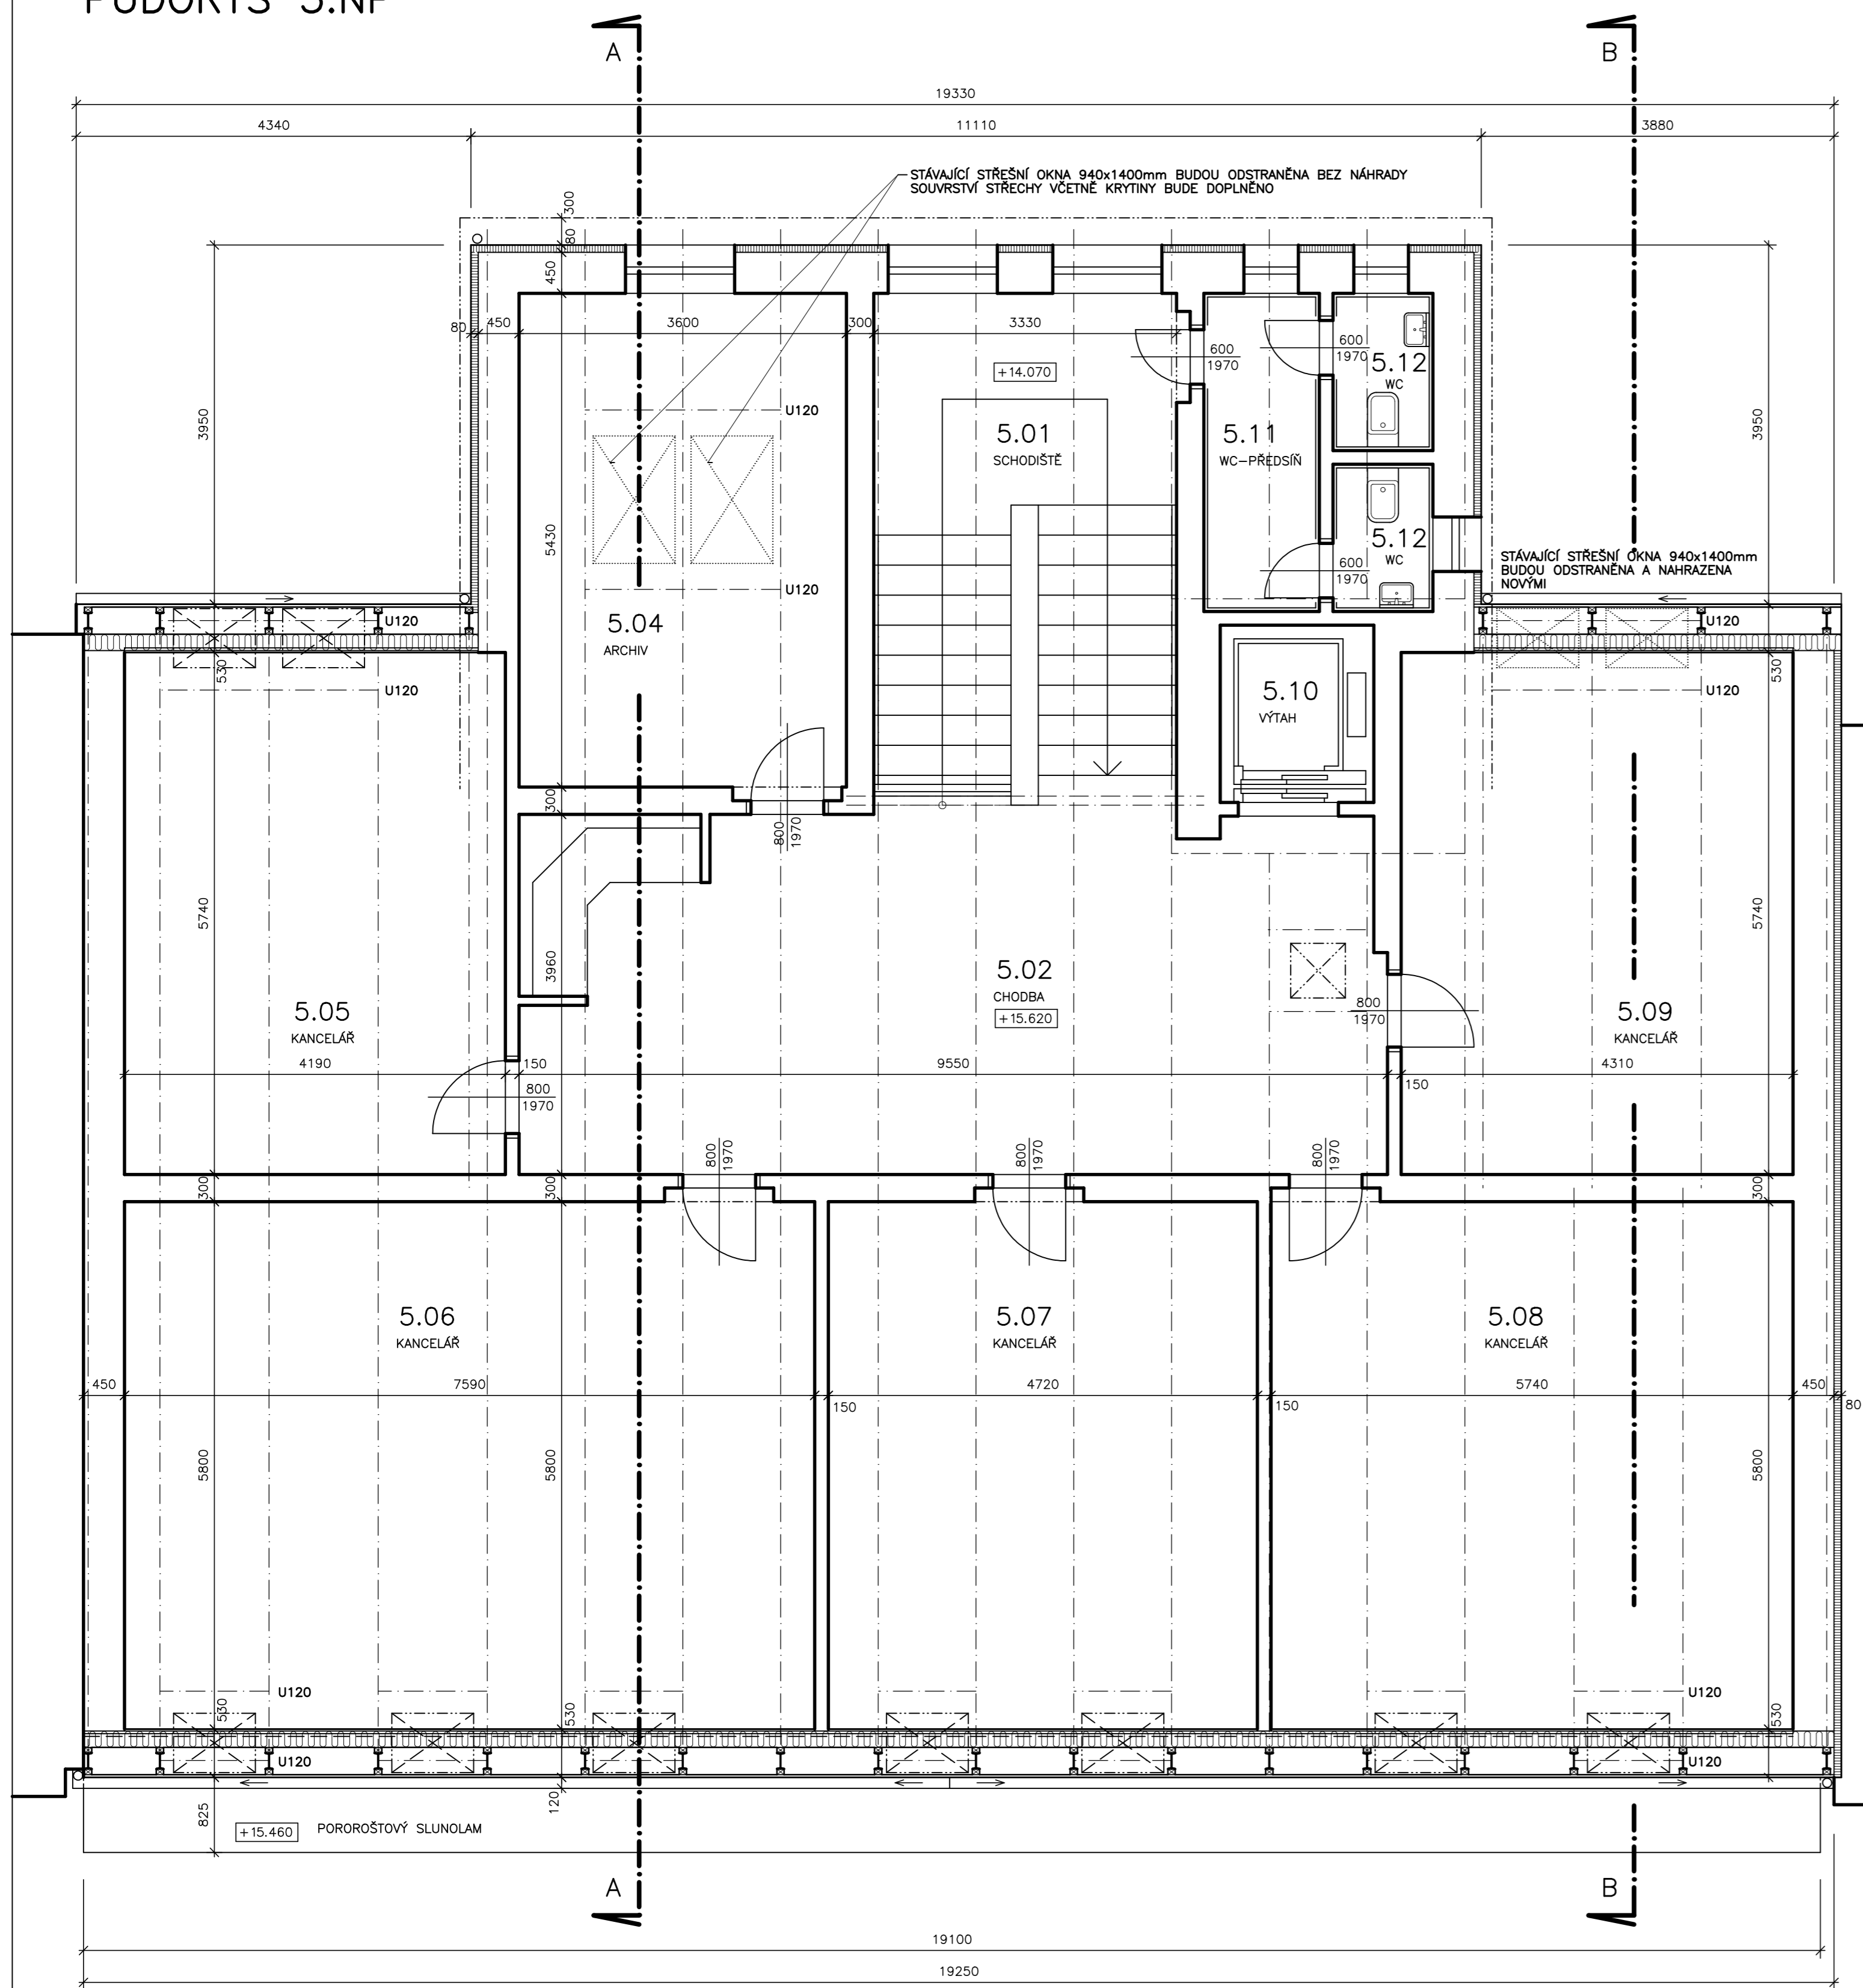 PŮDORYS 5.NP
A
B
19330
4340
11110
3880
STÁVAJÍCÍ STŘEŠNÍ OKNA 940x1400mm BUDOU ODSTRANĚNA BEZ NÁHRADY
SOUVRSTVÍ STŘECHY VČETNĚ KRYTINY BUDE DOPLNĚNO
300
80
450
80
450
3600
300
3330
600
1970
600
1970
5.12
WC
+14.070
3950
3950
U120
5.01
SCHODIŠTĚ
5.11
WC-PŘEDSÍŇ
5430
5.12
WC
600
1970
STÁVAJÍCÍ STŘEŠNÍ OKNA 940x1400mm
BUDOU ODSTRANĚNA A NAHRAZENA
NOVÝMI
U120
U120
5.04
ARCHIV
U120
530
530
U120
5.10
VÝTAH
U120
300
800
1970
5740
5740
3960
5.02
CHODBA
+15.620
5.05
KANCELÁŘ
800
1970
5.09
KANCELÁŘ
4190
150
9550
150
4310
800
1970
800
1970
800
1970
800
1970
300
300
300
5.06
KANCELÁŘ
5.07
KANCELÁŘ
5.08
KANCELÁŘ
450
7590
150
4720
150
5740
450
80
5800
5800
5800
U120
U120
530
530
530
U120
U120
825
120
+15.460
POROROŠTOVÝ SLUNOLAM
A
B
19100
19250